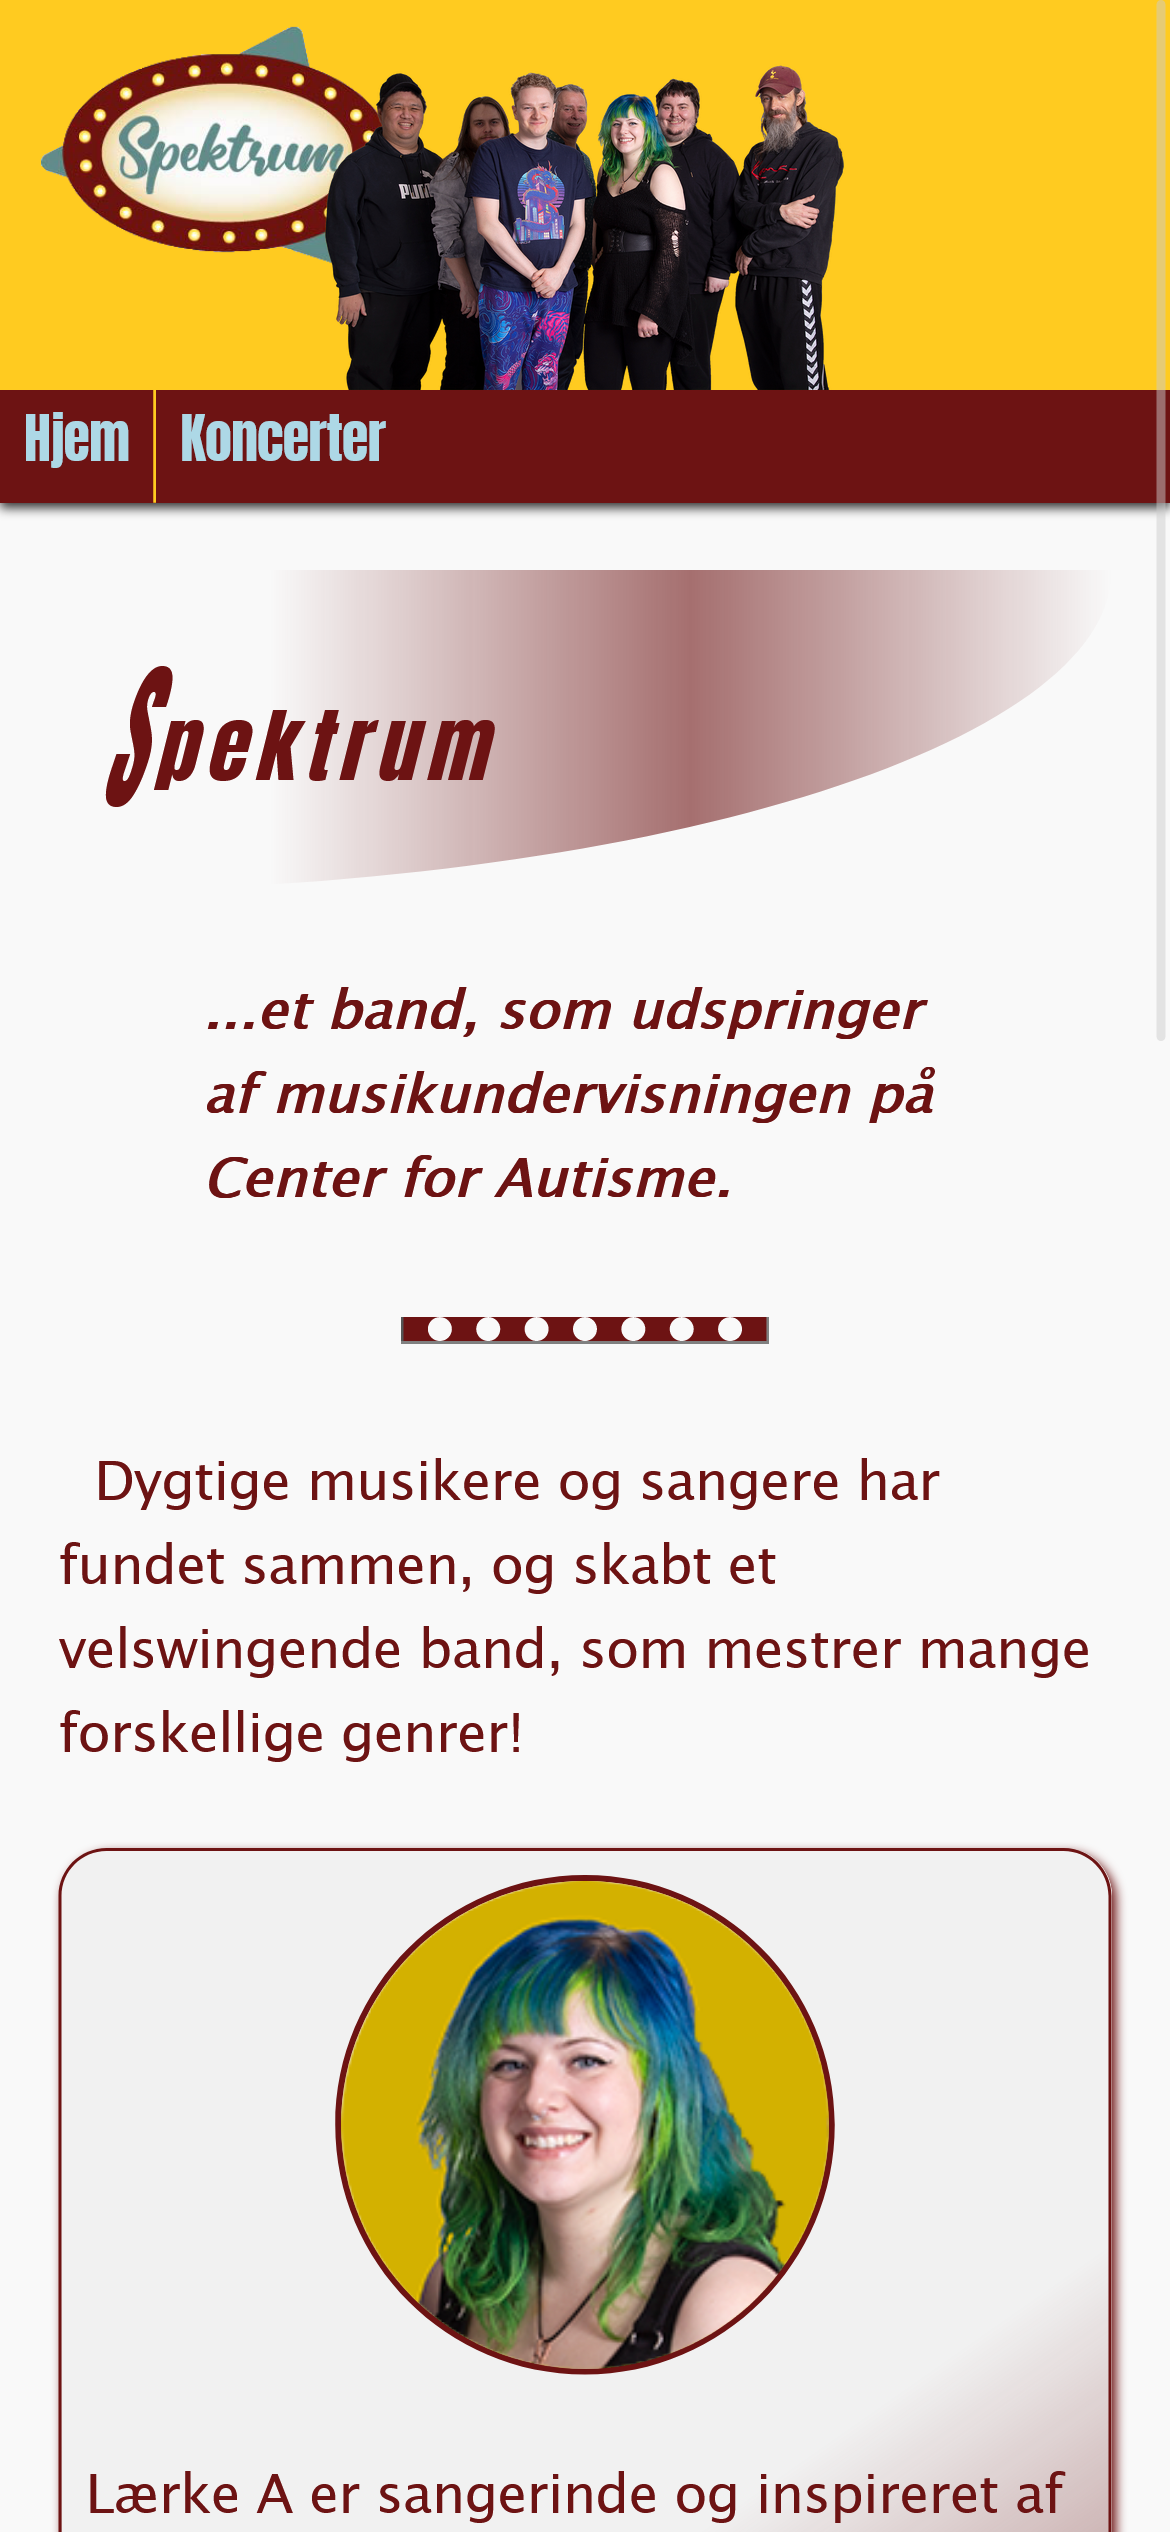 Spektrum
PUMA
Hjem
Koncerter
Spektrum
...et band, som udspringer
af musikundervisningen på
Center for Autisme.
Dygtige musikere og sangere har
fundet sammen, og skabt et
velswingende band, som mestrer mange
forskellige genrer!
Lærke A er sangerinde og inspireret af